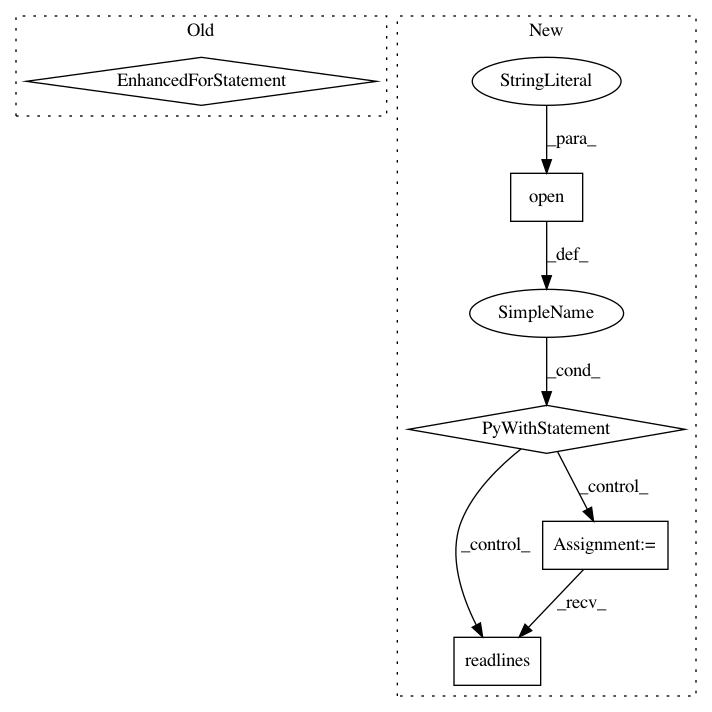 Old
New
EnhancedForStatement
StringLiteral
_para_
open
_def_
SimpleName
_cond_
PyWithStatement
_control_
_control_
Assignment:=
_recv_
readlines